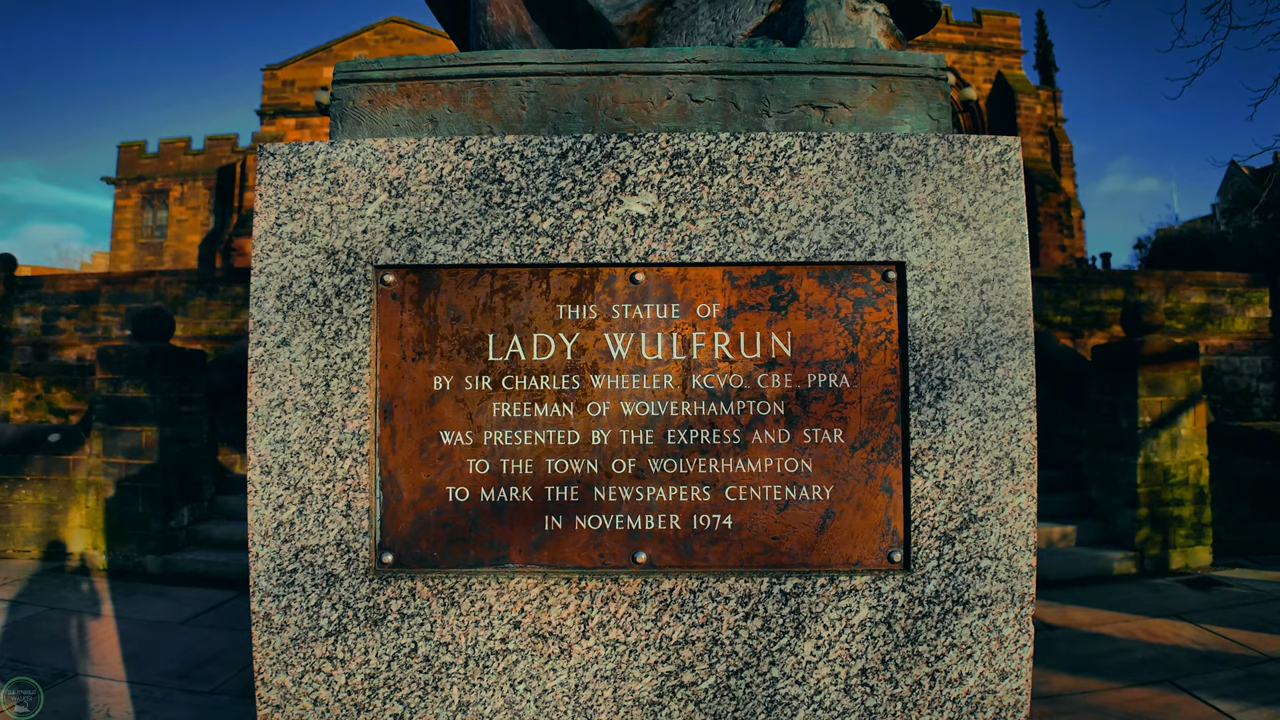 THIS STATUE OF
LADY WULFRUN
BY SIR CHARLES WHEELER. KCVO.. CBE.. PPRA
FREEMAN OF WOLVERHAMPTON
WAS PRESENTED BY THE EXPRESS AND STAR
TO THE TOWN OF WOLVERHAMPTON
TO MARK THE NEWSPAPERS CENTENARY
IN NOVEMBER 1974